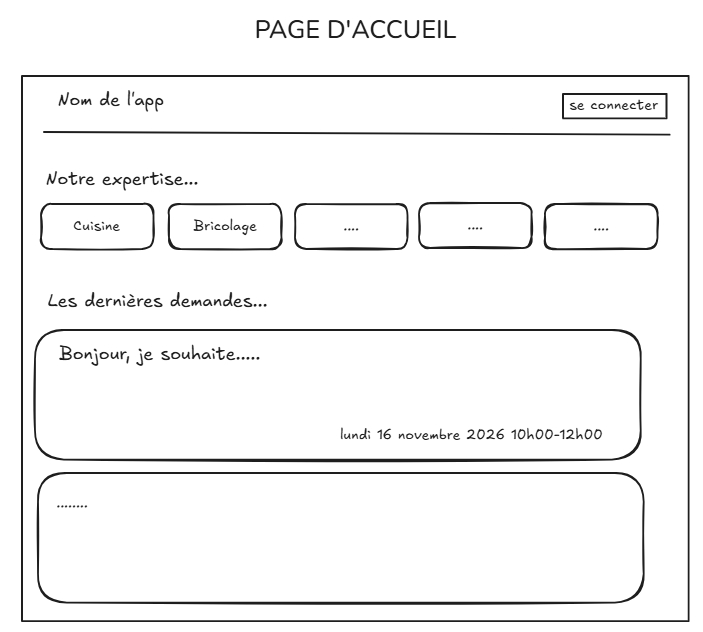 PAGE D'ACCUEIL
Nom de l'app
se connecter
Notre expertise...
Cuisine
Bricolage
....
....
....
Les dernières demandes...
Bonjour, je souhaite.....
lundi 16 novembre 2026 10h00-12h00
........